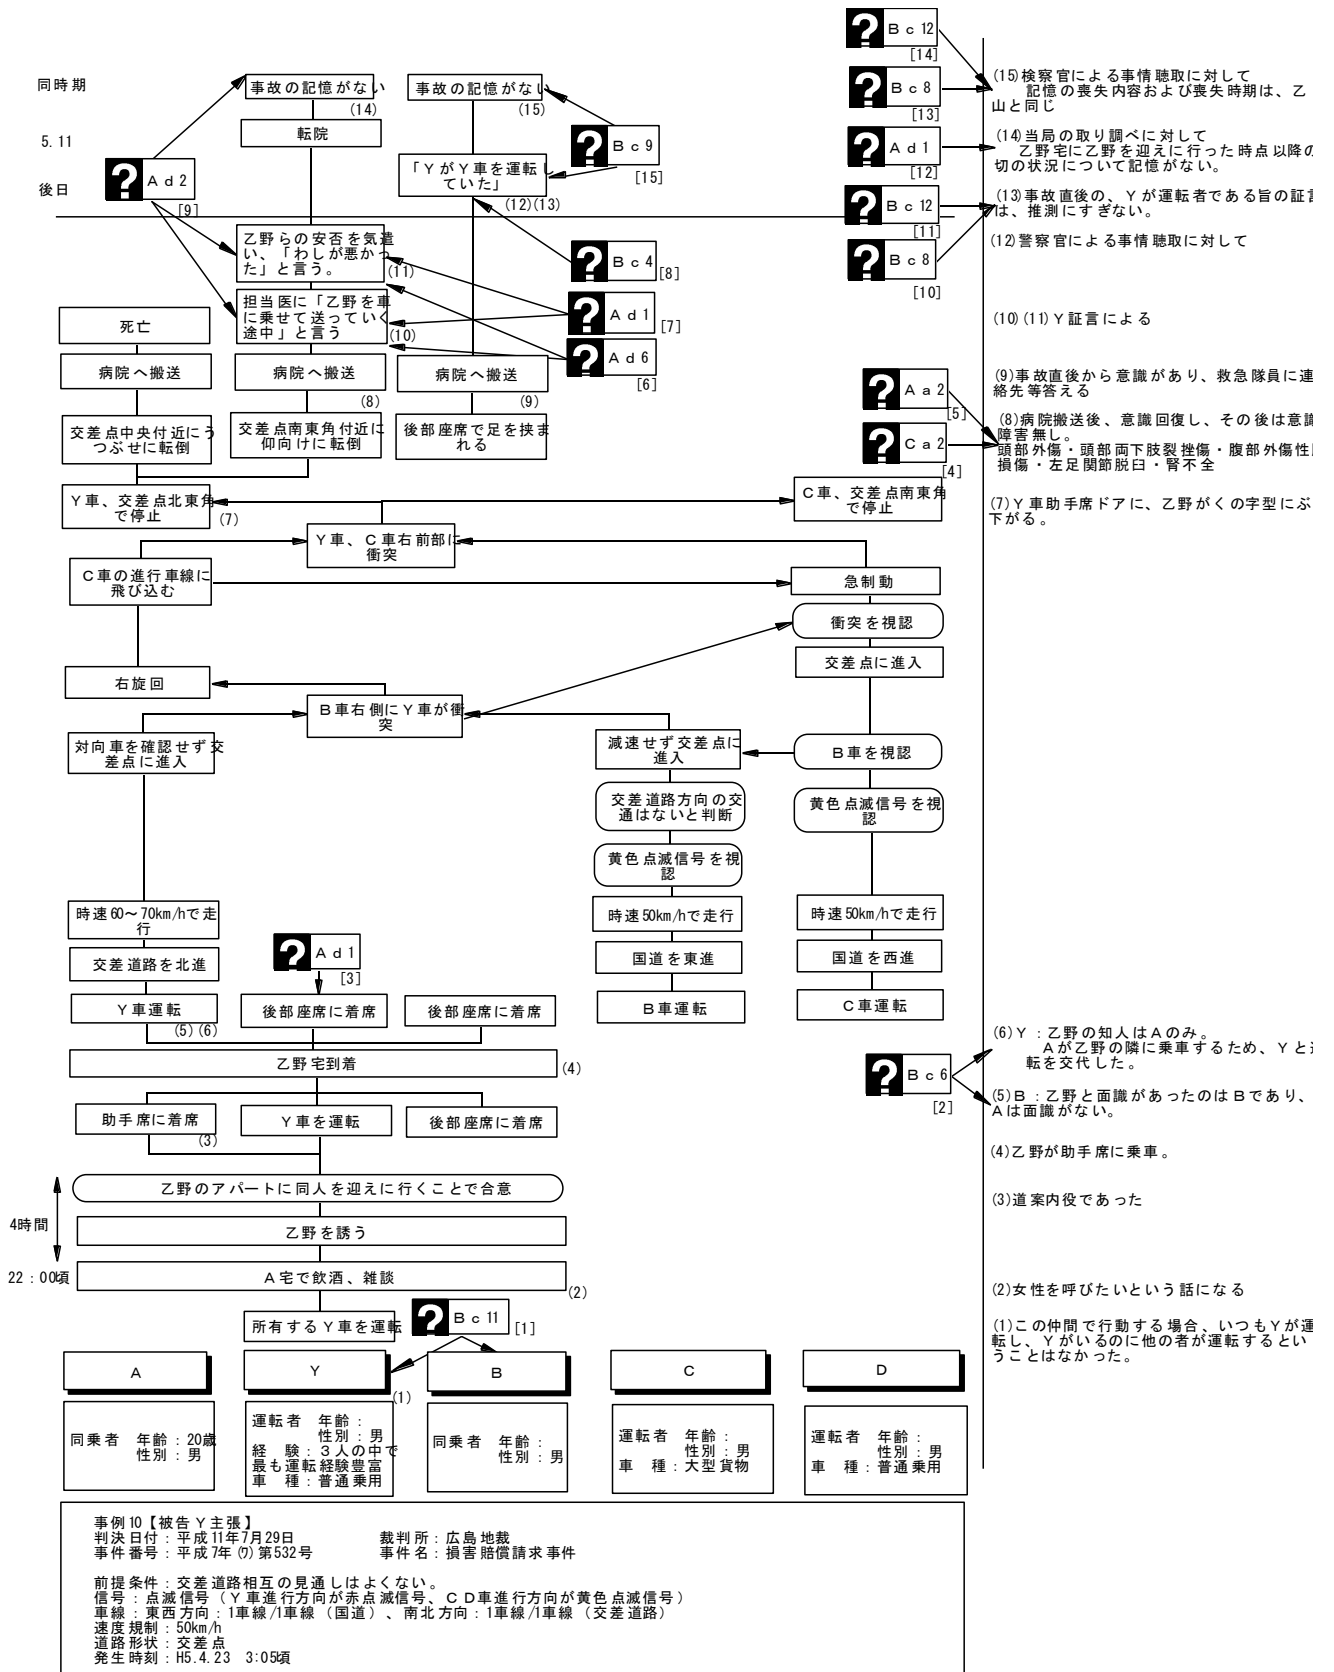 同時期
5.11
後日
4時間
22：00頃
事故の記憶がない
(14)
転院
事故の記憶がない
(15)
「ＹがＹ車を運転し
ていた」
(12)(13)
? Ａｄ2
[9]
? Ｂｃ9
[15]
? Ｂｃ12
[14]
? Ｂｃ8
[13]
? Ａｄ1
[12]
? Ｂｃ12
[11]
? Ｂｃ8
[10]
(15)検察官による事情聴取に対して
記憶の喪失内容および喪失時期は、乙
山と同じ
(14)当局の取り調べに対して
乙野宅に乙野を迎えに行った時点以降の
切の状況について記憶がない。
(13)事故直後の、Ｙが運転者である旨の証言
は、推測にすぎない。
(12)警察官による事情聴取に対して
乙野らの安否を気遣
い、「わしが悪かっ
た」と言う。
(11)
担当医に「乙野を車
に乗せて送っていく
途中」と言う
(10)
? Ｂｃ4
[8]
? Ａｄ1
[7]
? Ａｄ6
[6]
(10)(11)Ｙ証言による
死亡
病院へ搬送
病院へ搬送
(8)
病院へ搬送
(9)
交差点中央付近にう
つぶせに転倒
交差点南東角付近に
仰向けに転倒
後部座席で足を挟ま
れる
? Ａａ2
[5]
? Ｃａ2
[4]
(9)事故直後から意識があり、救急隊員に連
絡先等答える
(8)病院搬送後、意識回復し、その後は意識
障害無し。
頭部外傷・頭部両下肢裂挫傷・腹部外傷性
損傷・左足関節脱臼・腎不全
Ｙ車、交差点北東角
で停止
(7)
Ｃ車、交差点南東角
で停止
(7)Ｙ車助手席ドアに、乙野がくの字型にぶ
下がる。
Ｙ車、Ｃ車右前部に
衝突
Ｃ車の進行車線に
飛び込む
急制動
衝突を視認
交差点に進入
右旋回
Ｂ車右側にＹ車が衝
突
対向車を確認せず交
差点に進入
減速せず交差点に
進入
Ｂ車を視認
交差道路方向の交
通はないと判断
黄色点滅信号を視
認
黄色点滅信号を視
認
時速60～70km/hで走
行
時速50km/hで走行
時速50km/hで走行
交差道路を北進
? Ａｄ1
[3]
国道を東進
国道を西進
Ｙ車運転
(5)(6)
後部座席に着席
後部座席に着席
Ｂ車運転
Ｃ車運転
乙野宅到着
(4)
? Ｂｃ6
[2]
(6)Ｙ：乙野の知人はＡのみ。
Ａが乙野の隣に乗車するため、Ｙと
転を交代した。
(5)Ｂ：乙野と面識があったのはＢであり、
Ａは面識がない。
助手席に着席
(3)
Ｙ車を運転
後部座席に着席
(4)乙野が助手席に乗車。
乙野のアパートに同人を迎えに行くことで合意
(3)道案内役であった
乙野を誘う
Ａ宅で飲酒、雑談
(2)
(2)女性を呼びたいという話になる
所有するＹ車を運転
? Ｂｃ11
[1]
(1)この仲間で行動する場合、いつもＹが運
転し、Ｙがいるのに他の者が運転するとい
うことはなかった。
Ａ
Ｙ
(1)
Ｂ
Ｃ
Ｄ
同乗者 年齢：20歳
性別：男
運転者 年齢：
性別：男
経 験：３人の中で
最も運転経験豊富
車 種：普通乗用
同乗者 年齢：
性別：男
運転者 年齢：
性別：男
車 種：大型貨物
運転者 年齢：
性別：男
車 種：普通乗用
事例10【被告Ｙ主張】
判決日付：平成11年7月29日 裁判所：広島地裁
事件番号：平成7年(ワ)第532号 事件名：損害賠償請求事件
前提条件：交差道路相互の見通しはよくない。
信号：点滅信号（Ｙ車進行方向が赤点滅信号、ＣＤ車進行方向が黄色点滅信号）
車線：東西方向：1車線/1車線（国道）、南北方向：1車線/1車線（交差道路）
速度規制：50km/h
道路形状：交差点
発生時刻：H5.4.23 3:05頃